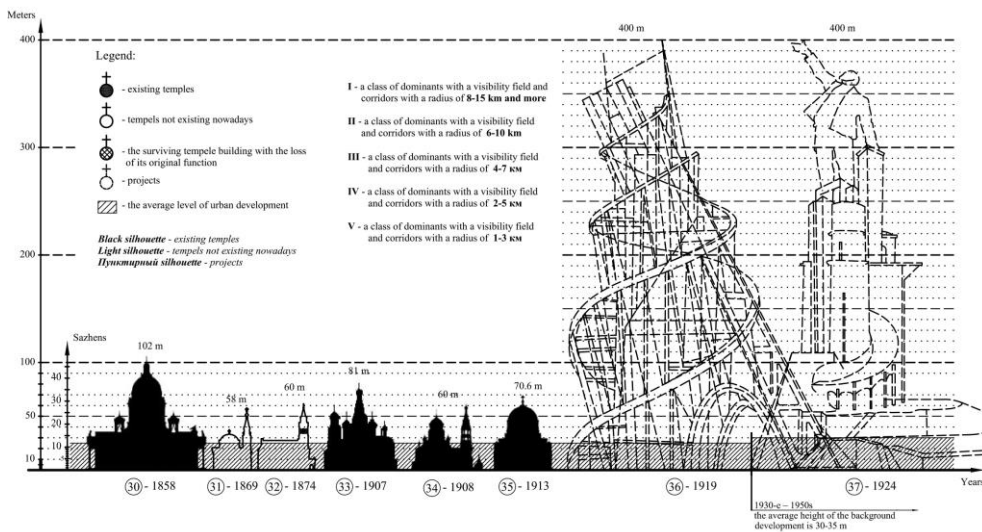 Meters
400 m
400 m
400
Legend:
- existing temples
- tempels not existing nowadays
- the surviving tempele building with the loss
of its original function
- projects
- the average level of urban development
Black silhouette - existing temples
Light silhouette - tempels not existing nowadays
Пунктирный silhouette - projects
I - a class of dominants with a visibility field and
corridors with a radius of 8-15 km and more
II - a class of dominants with a visibility field
and corridors with a radius of 6-10 km
III - a class of dominants with a visibility field
and corridors with a radius of 4-7 км
IV - a class of dominants with a visibility field
and corridors with a radius of 2-5 км
V - a class of dominants with a visibility field
and corridors with a radius of 1-3 км
300
200
Sazhens
100
40
30
50
20
10
10
5
102 m
58 m
60 m
81 m
60 m
70.6 m
30 - 1858
31 - 1869
32 - 1874
33 - 1907
34 - 1908
35 - 1913
36 - 1919
37 - 1924
Years
1930-e ~ 1950s
the average height of the background
development is 30-35 m